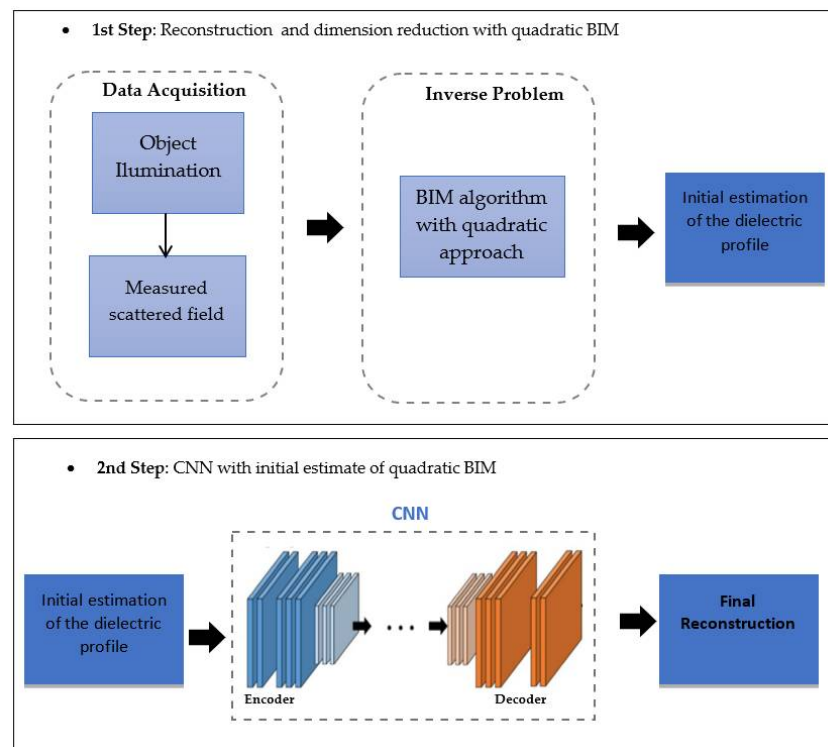 • 1st Step: Reconstruction and dimension reduction with quadratic BIM
Data Acquisition
Object
Ilumination
Measured
scattered field
Inverse Problem
BIM algorithm
with quadratic
approach
Initial estimation
of the dielectric
profile
• 2nd Step: CNN with initial estimate of quadratic BIM
CNN
Initial estimation
of the dielectric
profile
Encoder
Decoder
Final
Reconstruction